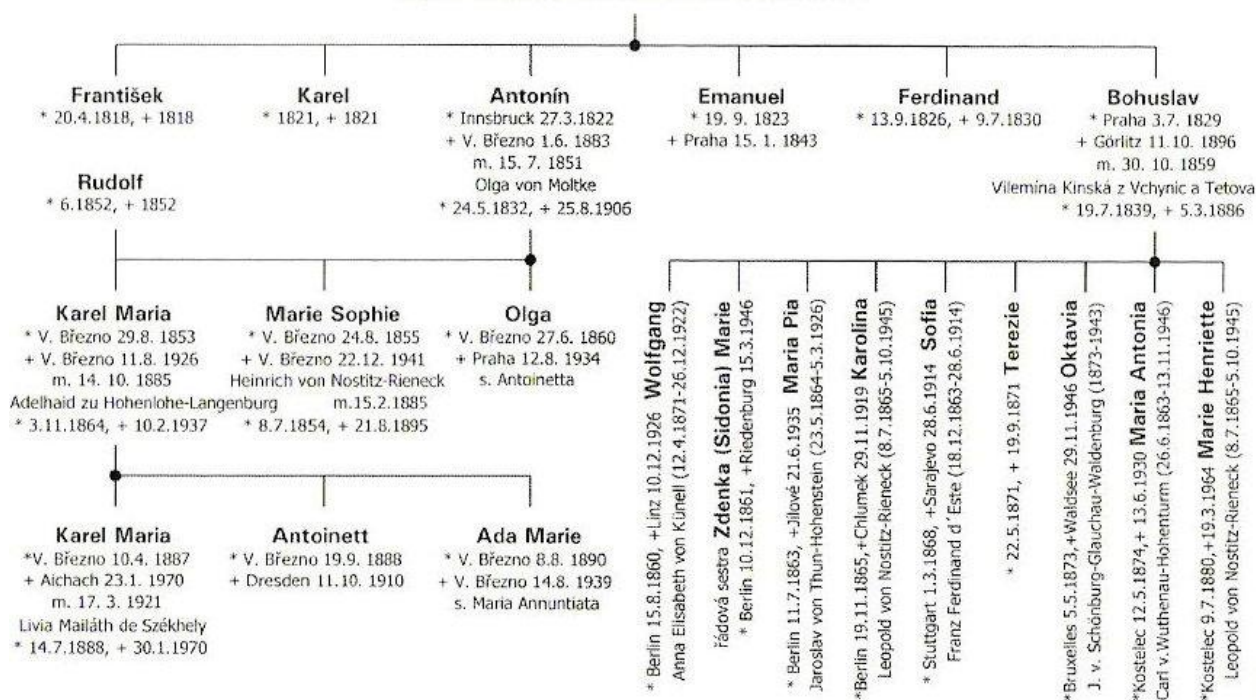 František
* 20.4.1818, + 1818
Karel
* 1821, + 1821
Antonín
* Innsbruck 27.3.1822
+ V. Březno 1.6. 1883
m. 15. 7. 1851
Olga von Moltke
* 24.5.1832, + 25.8.1906
Emanuel
* 19. 9. 1823
+ Praha 15. 1. 1843
Ferdinand
* 13.9.1826, + 9.7.1830
Bohuslav
* Praha 3.7. 1829
+ Görlitz 11.10. 1896
m. 30. 10. 1859
Vilemína Kinská z Vchynic a Tetova
* 19.7.1839, + 5.3.1886
Rudolf
* 6.1852, + 1852
Karel Maria
* V. Březno 29.8. 1853
+ V. Březno 11.8. 1926
m. 14. 10. 1885
Adelhaid zu Hohenlohe-Langenburg
* 3.11.1864, + 10.2.1937
Marie Sophie
* V. Březno 24.8. 1855
+ V. Březno 22.12. 1941
Heinrich von Nostitz-Rieneck
m.15.2.1885
* 8.7.1854, + 21.8.1895
Olga
* V. Březno 27.6. 1860
+ Praha 12.8. 1934
s. Antoinetta
Karel Maria
*V. Březno 10.4. 1887
+ Aichach 23.1. 1970
m. 17. 3. 1921
Livia Mailáth de Székhely
* 14.7.1888, + 30.1.1970
Antoinett
* V. Březno 19.9. 1888
+ Dresden 11.10. 1910
Ada Marie
* V. Březno 8.8. 1890
+ V. Březno 14.8. 1939
s. Maria Annuntiata
* Berlin 15.8.1860, +Linz 10.12.1926 Wolfgang
Anna Elisabeth von Künell (12.4.1871-26.12.1922)
řádová sestra Zdenka (Sidonia) Marie
* Berlin 10.12.1861, +Riedenburg 15.3.1946
* Berlin 11.7.1863, +Jílové 21.6.1935 Maria Pia
Jaroslav von Thun-Hohenstein (23.5.1864-5.3.1926)
*Berlin 19.11.1865,+Chlumek 29.11.1919 Karolina
Leopold von Nostitz-Rieneck (8.7.1865-5.10.1945)
* Stuttgart 1.3.1868, +Sarajevo 28.6.1914 Sofia
Franz Ferdinand d´Este (18.12.1863-28.6.1914)
* 22.5.1871, + 19.9.1871 Terezie
*Bruxelles 5.5.1873,+Waldsee 29.11.1946 Oktavia
J. v. Schönburg-Glauchau-Waldenburg (1873-1943)
*Kostelec 12.5.1874,+ 13.6.1930 Maria Antonia
Carl v.Wuthenau-Hohenturm (26.6.1863-13.11.1946)
*Kostelec 9.7.1880,+19.3.1964 Marie Henriette
Leopold von Nostitz-Rieneck (8.7.1865-5.10.1945)